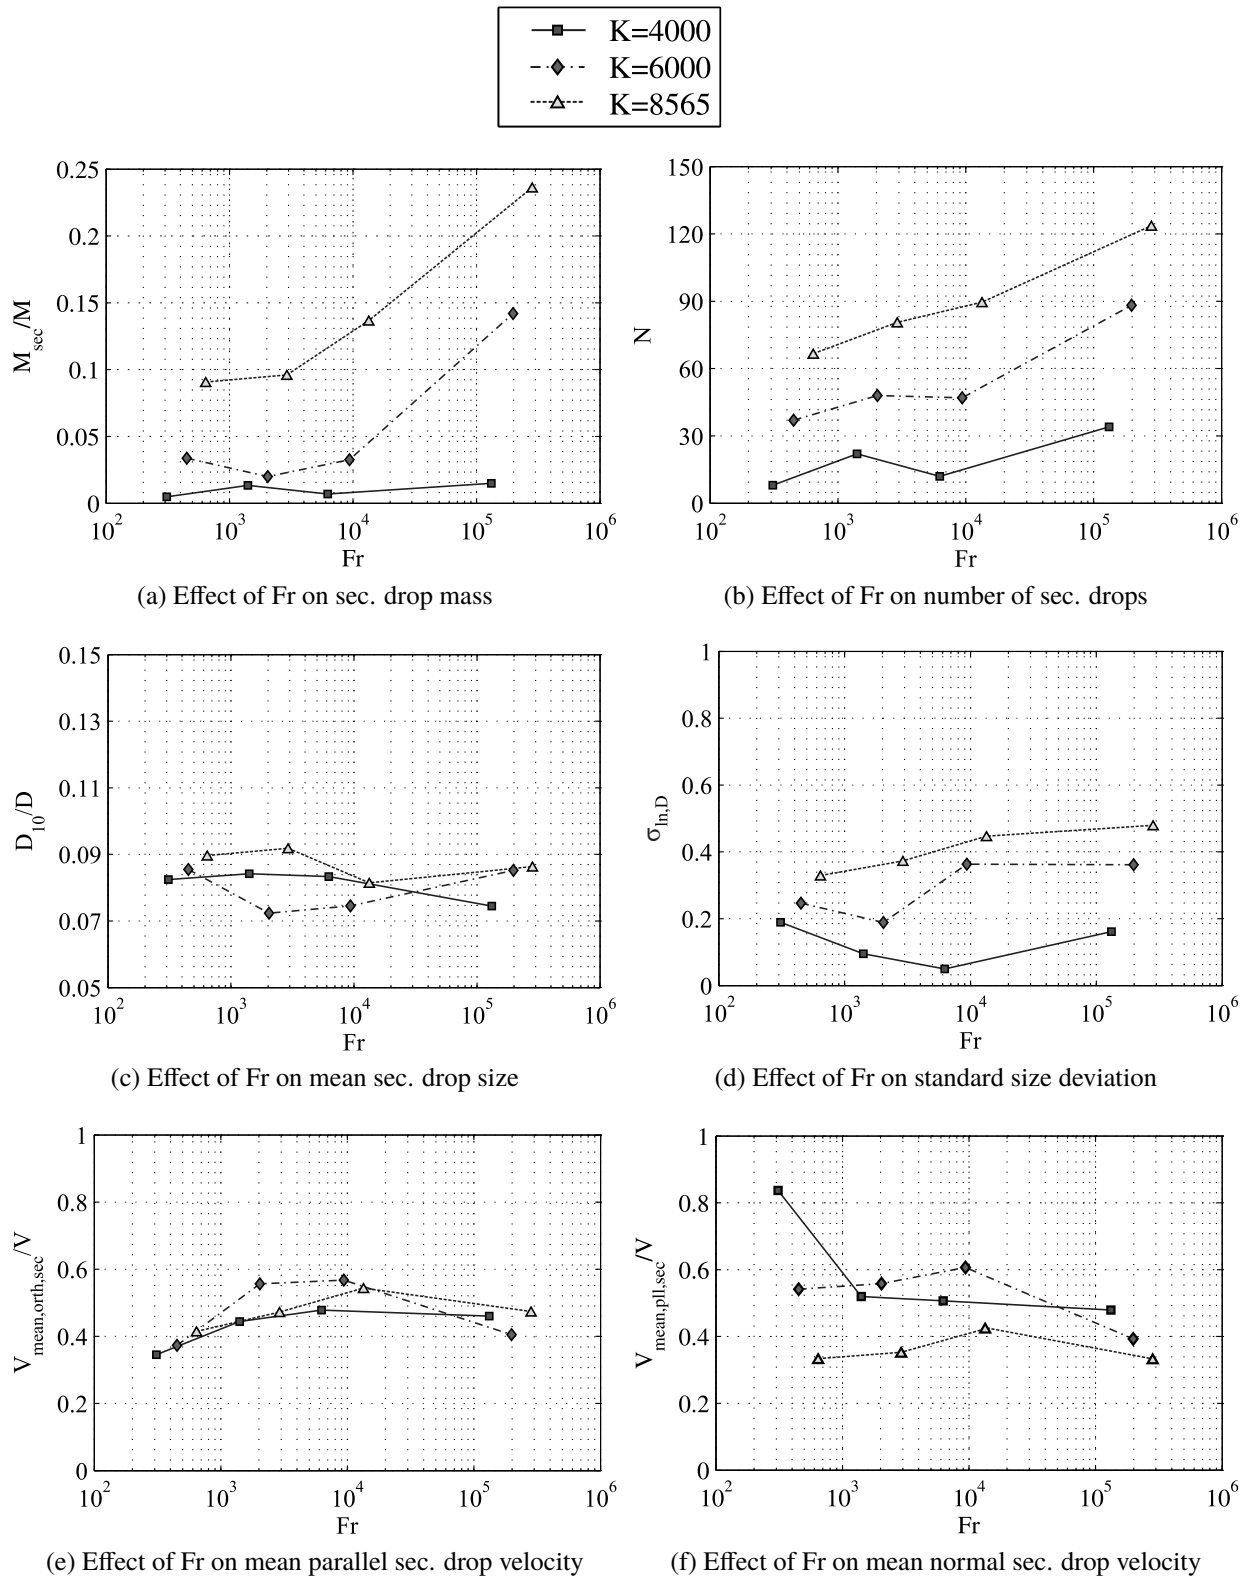 K=4000
K=6000
K=8565
0.25
0.2
0.15
0.1
0.05
0
M_sec/M
10^2 10^3 10^4 10^5 10^6
Fr
(a) Effect of Fr on sec. drop mass
150
120
90
60
30
0
N
10^2 10^3 10^4 10^5 10^6
Fr
(b) Effect of Fr on number of sec. drops
0.15
0.13
0.11
0.09
0.07
0.05
D_10/D
10^2 10^3 10^4 10^5 10^6
Fr
(c) Effect of Fr on mean sec. drop size
1
0.8
0.6
0.4
0.2
0
σ_ln,D
10^2 10^3 10^4 10^5 10^6
Fr
(d) Effect of Fr on standard size deviation
1
0.8
0.6
0.4
0.2
0
V_mean,orth,sec/V
10^2 10^3 10^4 10^5 10^6
Fr
(e) Effect of Fr on mean parallel sec. drop velocity
1
0.8
0.6
0.4
0.2
0
V_mean,pll,sec/V
10^2 10^3 10^4 10^5 10^6
Fr
(f) Effect of Fr on mean normal sec. drop velocity